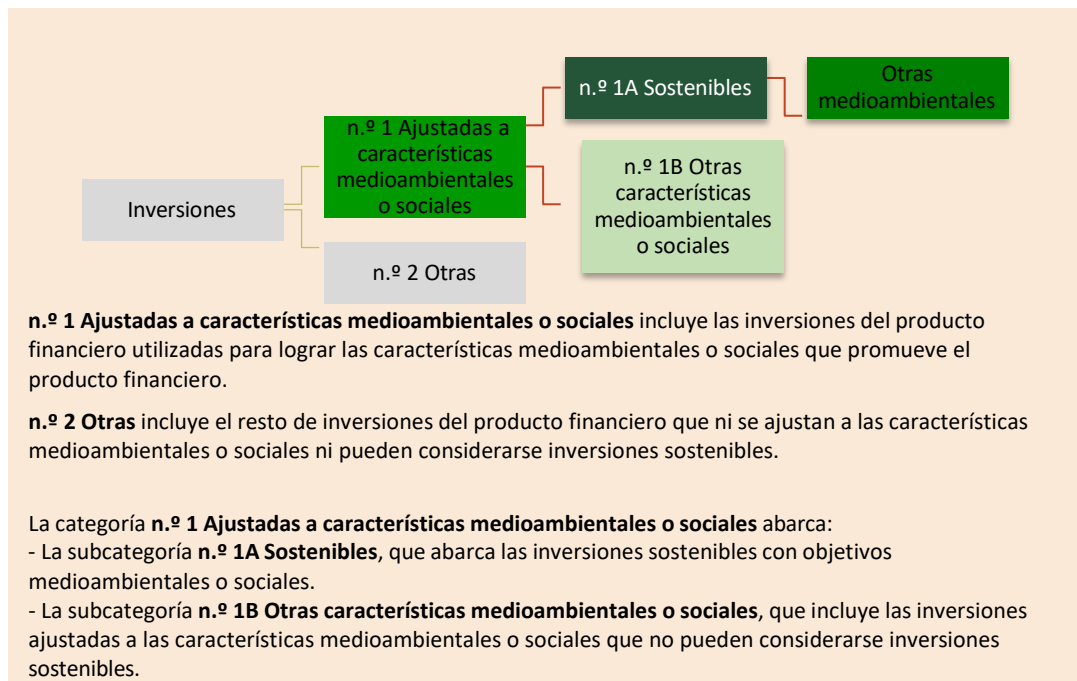 n.º 1A Sostenibles
Otras
medioambientales
n.º 1 Ajustadas a
características
medioambientales
o sociales
n.º 1B Otras
características
medioambientales
o sociales
Inversiones
n.º 2 Otras
n.º 1 Ajustadas a características medioambientales o sociales incluye las inversiones del producto
financiero utilizadas para lograr las características medioambientales o sociales que promueve el
producto financiero.
n.º 2 Otras incluye el resto de inversiones del producto financiero que ni se ajustan a las características
medioambientales o sociales ni pueden considerarse inversiones sostenibles.
La categoría n.º 1 Ajustadas a características medioambientales o sociales abarca:
- La subcategoría n.º 1A Sostenibles, que abarca las inversiones sostenibles con objetivos
medioambientales o sociales.
- La subcategoría n.º 1B Otras características medioambientales o sociales, que incluye las inversiones
ajustadas a las características medioambientales o sociales que no pueden considerarse inversiones
sostenibles.